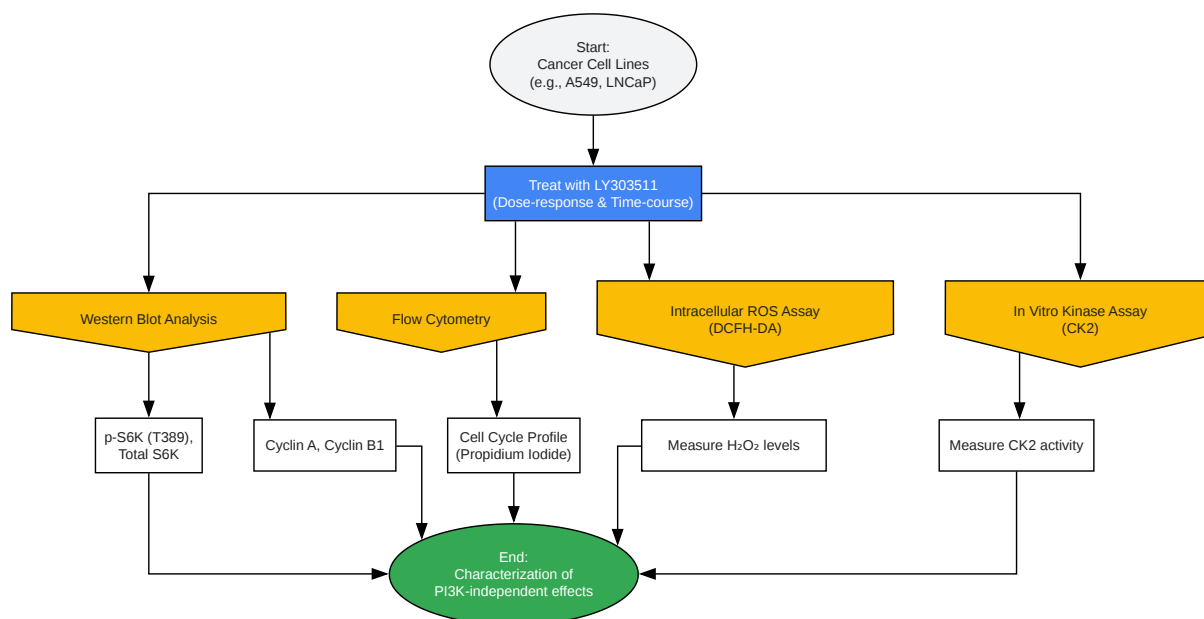 Start:
Cancer Cell Lines
(e.g., A549, LNCaP)
Treat with LY303511
(Dose-response & Time-course)
Western Blot Analysis
Flow Cytometry
Intracellular ROS Assay
(DCFH-DA)
In Vitro Kinase Assay
(CK2)
p-S6K (T389),
Total S6K
Cyclin A, Cyclin B1
Cell Cycle Profile
(Propidium Iodide)
Measure H₂O₂ levels
Measure CK2 activity
End:
Characterization of
PI3K-independent effects